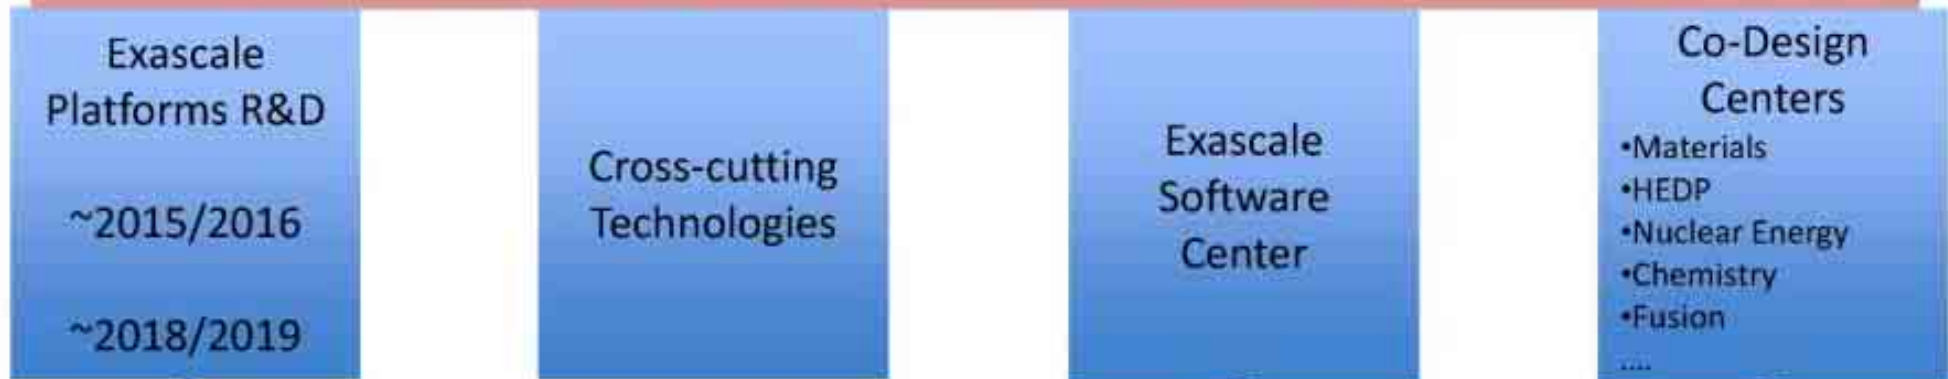 Exascale
Platforms R&D
~2015/2016
~2018/2019
Cross-cutting
Technologies
Exascale
Software
Center
Co-Design
Centers
•Materials
•HEDP
•Nuclear Energy
•Chemistry
•Fusion
....